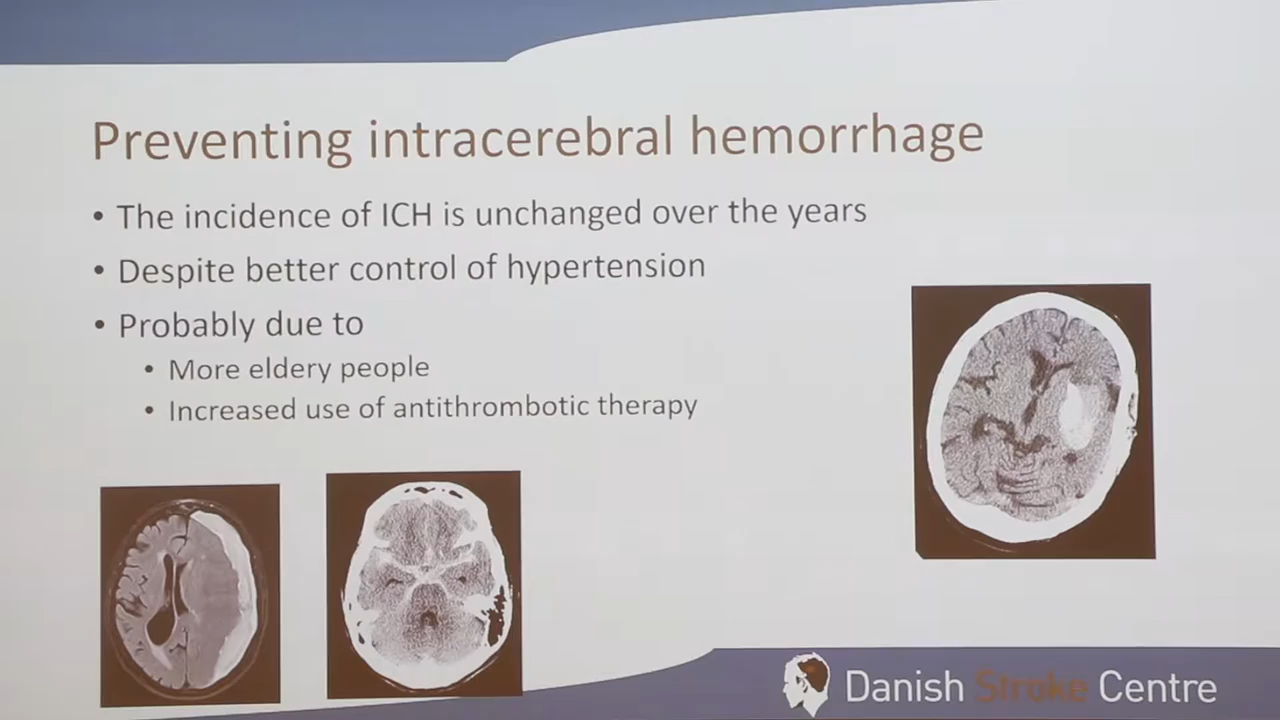 Preventing intracerebral hemorrhage
• The incidence of ICH is unchanged over the years
• Despite better control of hypertension
• Probably due to
• More eldery people
• Increased use of antithrombotic therapy
Danish Stroke Centre